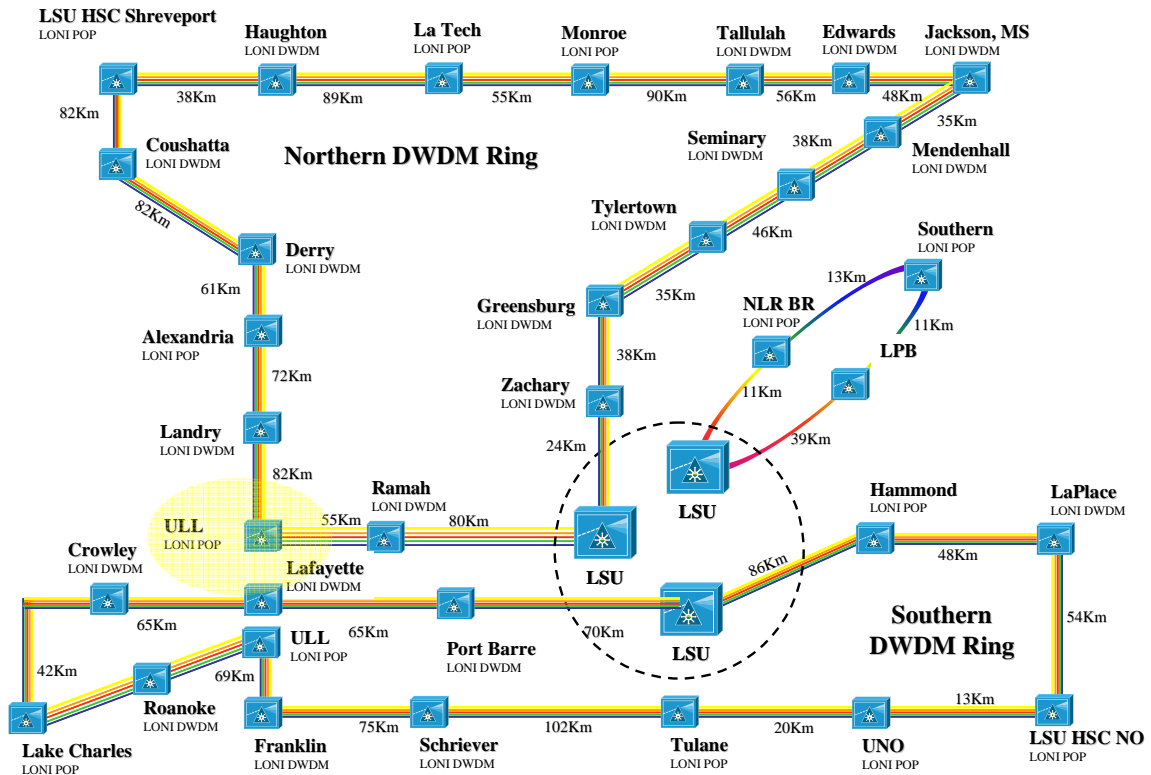 LSU HSC Shreveport
LONI POP
Haughton
LONI DWDM
La Tech
LONI POP
Monroe
LONI POP
Tallulah
LONI DWDM
Edwards
LONI DWDM
Jackson, MS
LONI DWDM
38Km
89Km
55Km
90Km
56Km
48Km
82Km
35Km
Coushatta
LONI DWDM
Northern DWDM Ring
Seminary
LONI DWDM
38Km
Mendenhall
LONI DWDM
82Km
Tylertown
LONI DWDM
46Km
Derry
LONI DWDM
Southern
LONI POP
61Km
35Km
13Km
Greensburg
LONI DWDM
NLR BR
LONI POP
11Km
Alexandria
LONI POP
38Km
LPB
72Km
Zachary
LONI DWDM
11Km
Landry
LONI DWDM
24Km
39Km
82Km
Ramah
LONI DWDM
LSU
Hammond
LONI POP
LaPlace
LONI DWDM
ULL
LONI POP
55Km
80Km
48Km
Crowley
LONI DWDM
Lafayette
LONI DWDM
LSU
86Km
65Km
65Km
70Km
Southern
DWDM Ring
54Km
ULL
LONI POP
Port Barre
LONI DWDM
LSU
42Km
69Km
Roanoke
LONI DWDM
13Km
75Km
102Km
20Km
Lake Charles
LONI POP
Franklin
LONI DWDM
Schriever
LONI DWDM
Tulane
LONI POP
UNO
LONI POP
LSU HSC NO
LONI POP